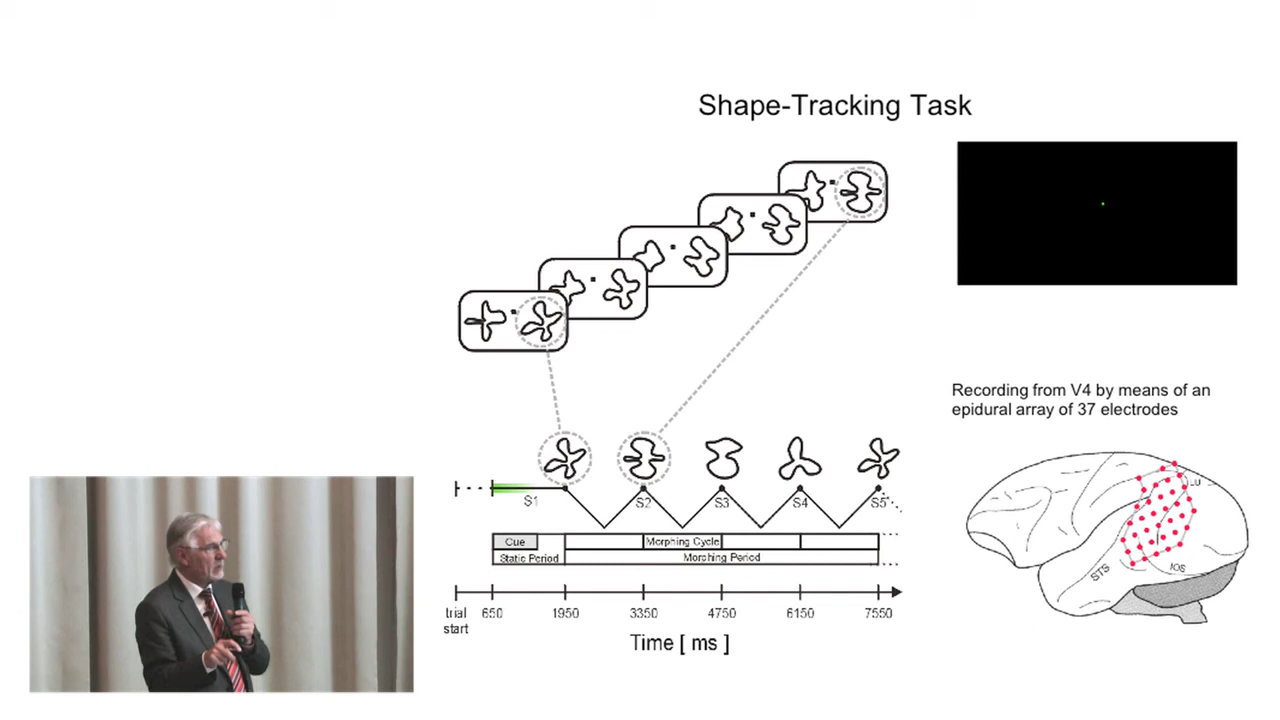 Shape-Tracking Task
Recording from V4 by means of an
epidural array of 37 electrodes
S1
S2
S3
S4
S5
Cue
Morphing Cycle
Static Period
Morphing Period
trial
start
650
1950
3350
4750
6150
7550
Time [ ms ]
LU
STS
IOS